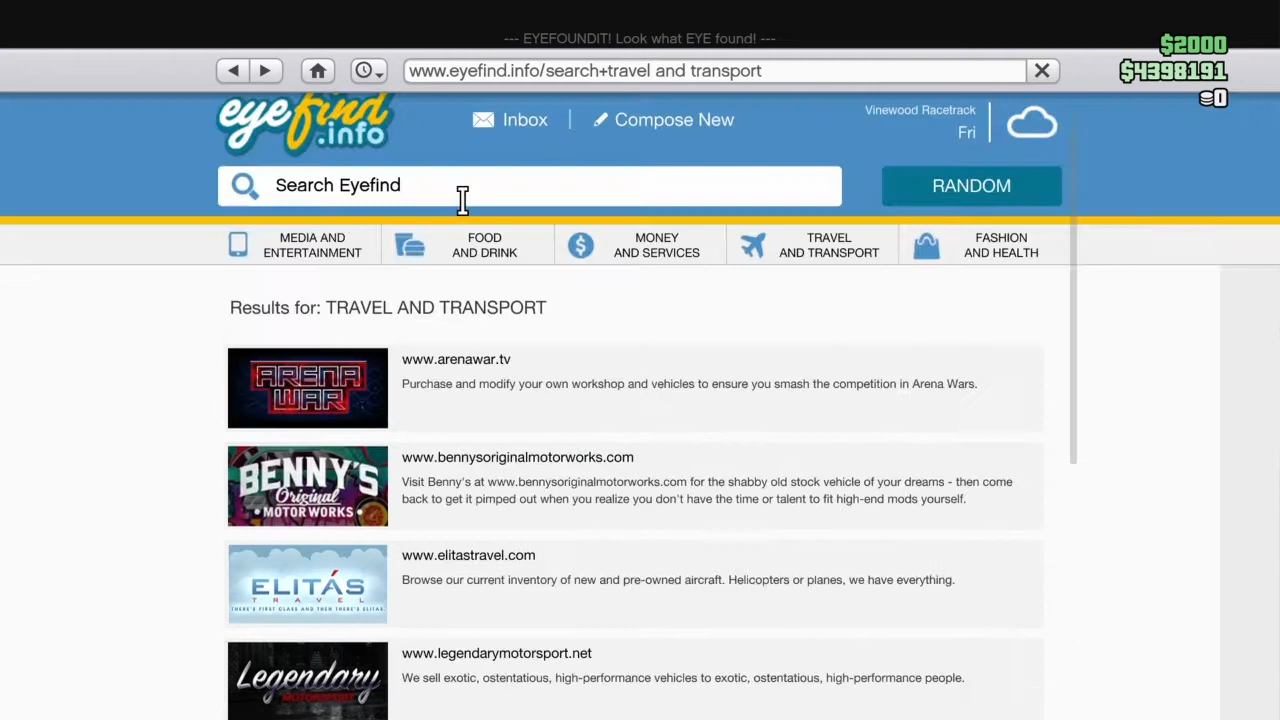 --- EYEFOUNDIT! Look what EYE found! ---
$2000
www.eyefind.info/search+travel and transport
$4398191
0
eyefind
.info
Inbox
Compose New
Vinewood Racetrack
Fri
Search Eyefind
RANDOM
MEDIA AND
ENTERTAINMENT
FOOD
AND DRINK
MONEY
AND SERVICES
TRAVEL
AND TRANSPORT
FASHION
AND HEALTH
Results for: TRAVEL AND TRANSPORT
ARENA
WAR
www.arenawar.tv
Purchase and modify your own workshop and vehicles to ensure you smash the competition in Arena Wars.
BENNY'S
Original
MOTOR WORKS
www.bennysoriginalmotorworks.com
Visit Benny's at www.bennysoriginalmotorworks.com for the shabby old stock vehicle of your dreams - then come
back to get it pimped out when you realize you don't have the time or talent to fit high-end mods yourself.
ELITÁS
TRAVEL
THERE'S FIRST CLASS AND THEN THERE'S ELITAS.
www.elitastravel.com
Browse our current inventory of new and pre-owned aircraft. Helicopters or planes, we have everything.
Legendary
MOTORSPORT
www.legendarymotorsport.net
We sell exotic, ostentatious, high-performance vehicles to exotic, ostentatious, high-performance people.